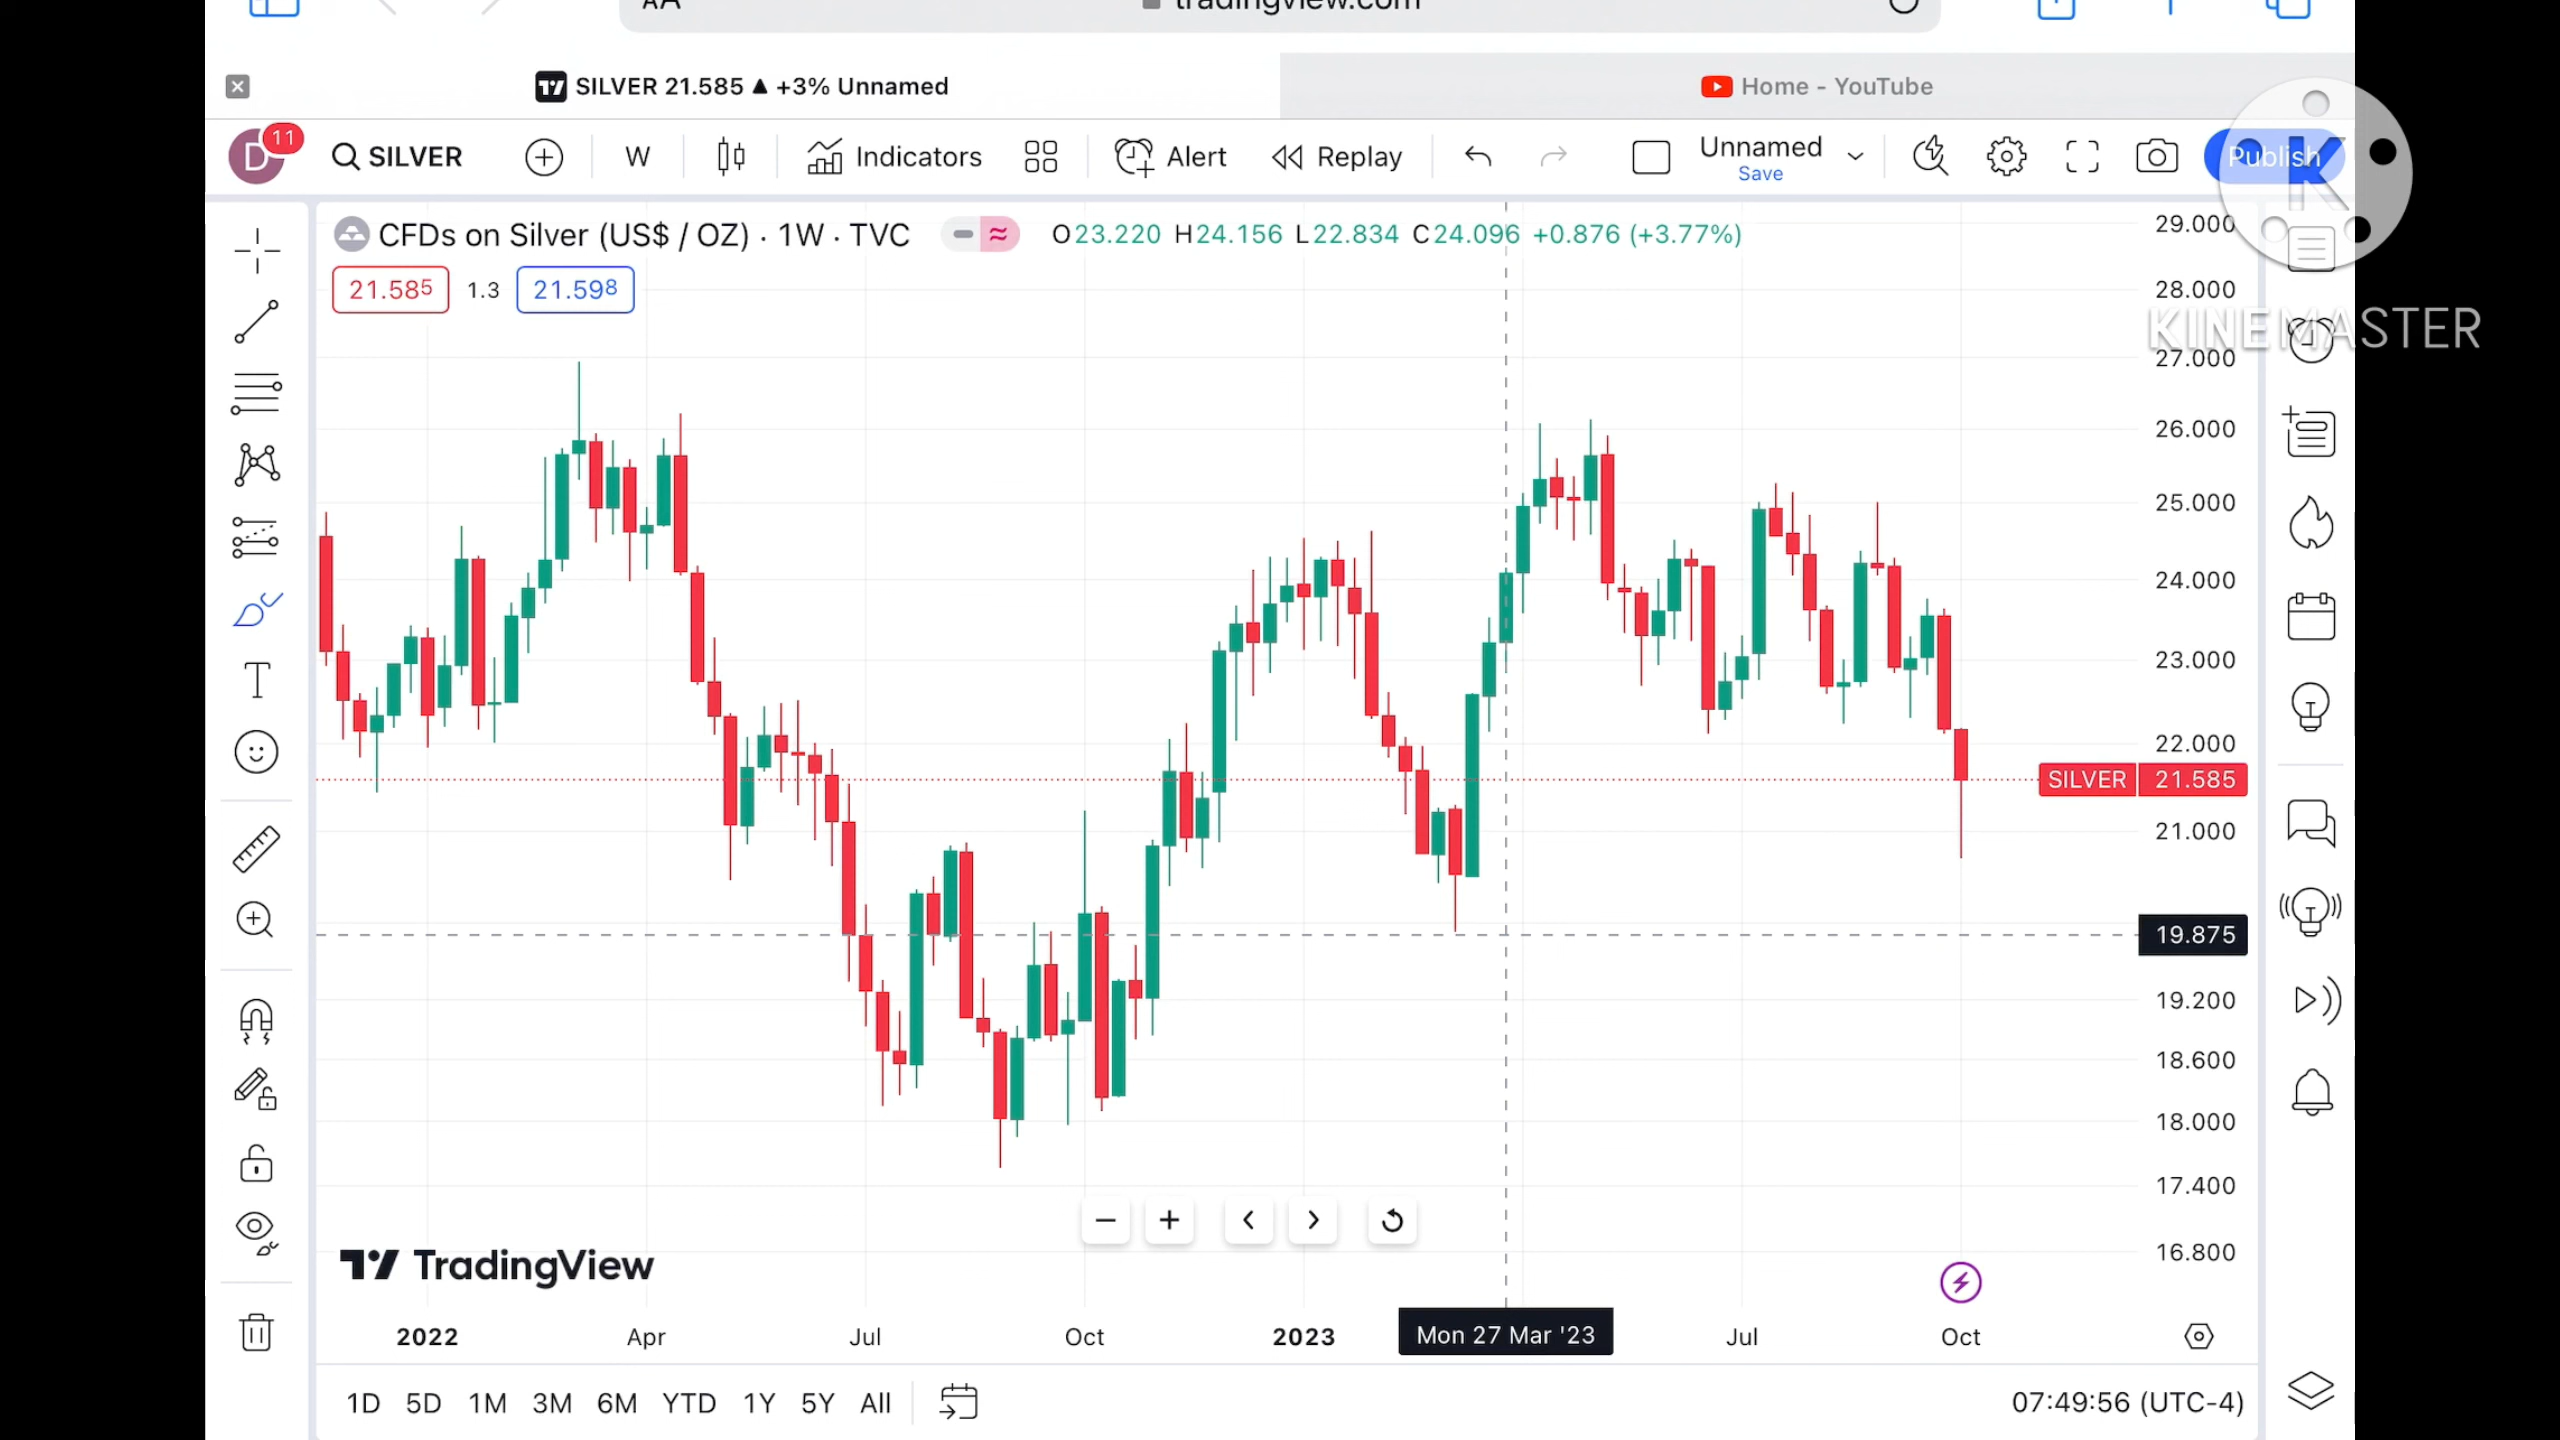 AA tradingview.com
SILVER 21.585 ▲ +3% Unnamed
Home - YouTube
D 11 SILVER W Indicators Alert Replay Unnamed Save Publish
K
KINEMASTER
CFDs on Silver (US$ / OZ) · 1W · TVC O23.220 H24.156 L22.834 C24.096 +0.876 (+3.77%)
21.585 1.3 21.598
29.000
28.000
27.000
26.000
25.000
24.000
23.000
22.000
SILVER 21.585
21.000
19.875
19.200
18.600
18.000
17.400
16.800
TradingView
2022 Apr Jul Oct 2023 Mon 27 Mar '23 Jul Oct
1D 5D 1M 3M 6M YTD 1Y 5Y All 07:49:56 (UTC-4)